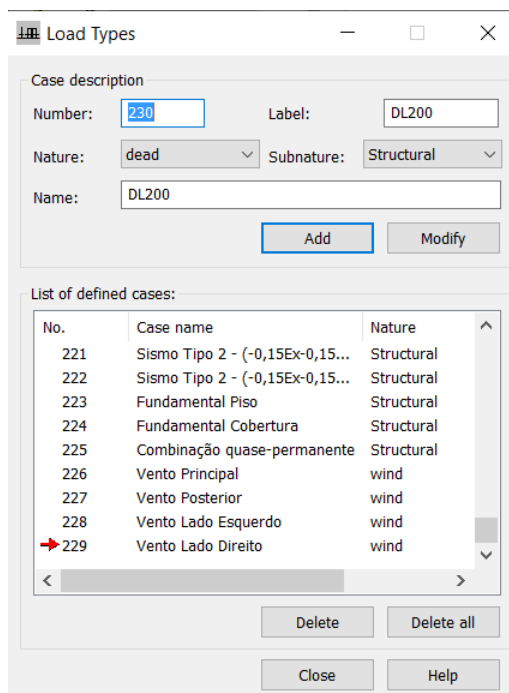 Load Types
Case description
Number: 230 Label: DL200
Nature: dead Subnature: Structural
Name: DL200
Add Modify
List of defined cases:
No. Case name Nature
221 Sismo Tipo 2 - (-0,15Ex-0,15... Structural
222 Sismo Tipo 2 - (-0,15Ex-0,15... Structural
223 Fundamental Piso Structural
224 Fundamental Cobertura Structural
225 Combinação quase-permanente Structural
226 Vento Principal wind
227 Vento Posterior wind
228 Vento Lado Esquerdo wind
229 Vento Lado Direito wind
Delete Delete all
Close Help